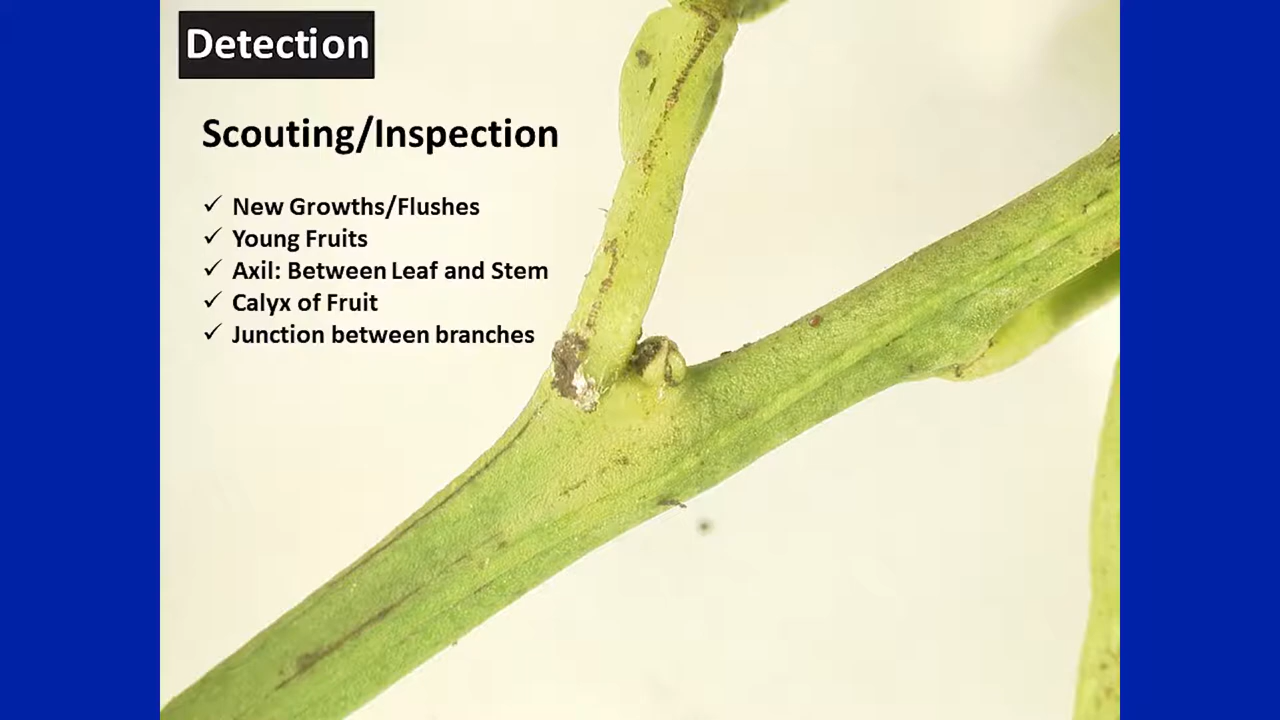 Detection
Scouting/Inspection
✓ New Growths/Flushes
✓ Young Fruits
✓ Axil: Between Leaf and Stem
✓ Calyx of Fruit
✓ Junction between branches